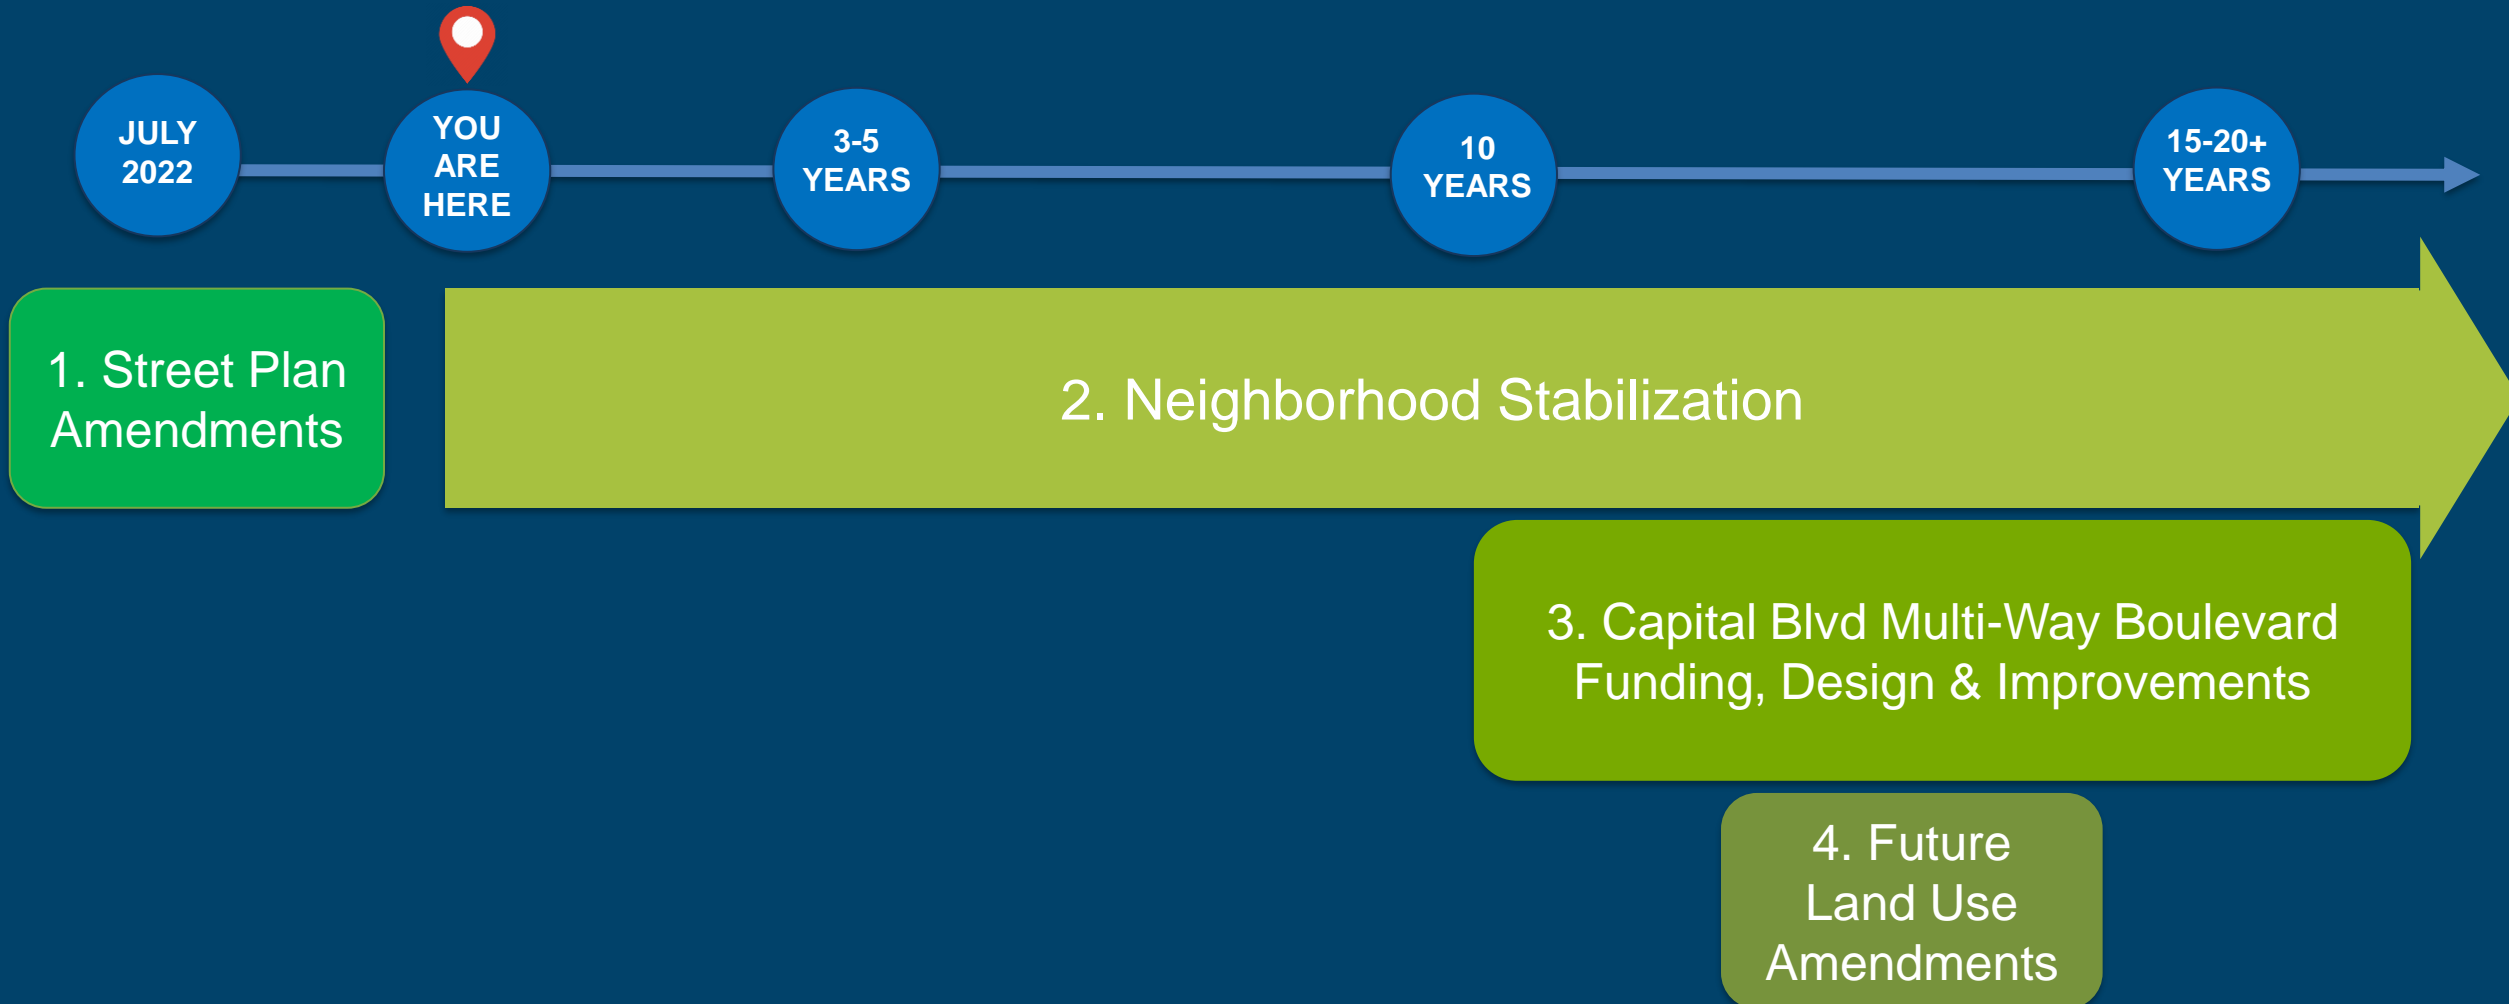 JULY
2022
YOU
ARE
HERE
3-5
YEARS
10
YEARS
15-20+
YEARS
1. Street Plan
Amendments
2. Neighborhood Stabilization
3. Capital Blvd Multi-Way Boulevard
Funding, Design & Improvements
4. Future
Land Use
Amendments